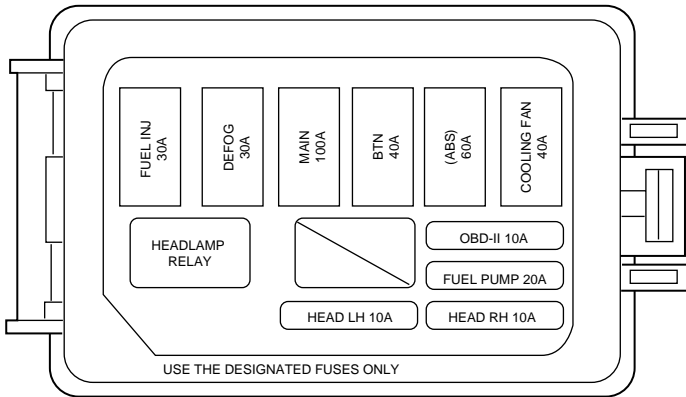 FUEL INJ
30A
DEFOG
30A
MAIN
100A
BTN
40A
(ABS)
60A
COOLING FAN
40A
HEADLAMP
RELAY
OBD-II 10A
FUEL PUMP 20A
HEAD LH 10A
HEAD RH 10A
USE THE DESIGNATED FUSES ONLY